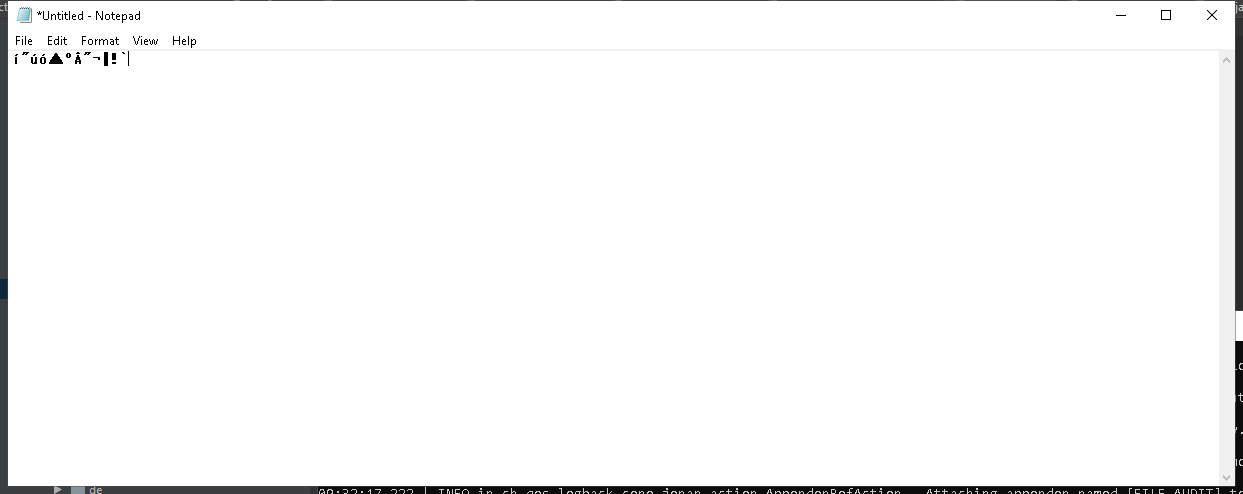 *Untitled - Notepad
File Edit Format View Help
í˝úó▲ºÂ˝¬▌!`
de
09:32:17,222 | INFO in ch.qos.logback.core.joran.action.AppenderRefAction - Attaching appender named [FILE_AUDIT] t